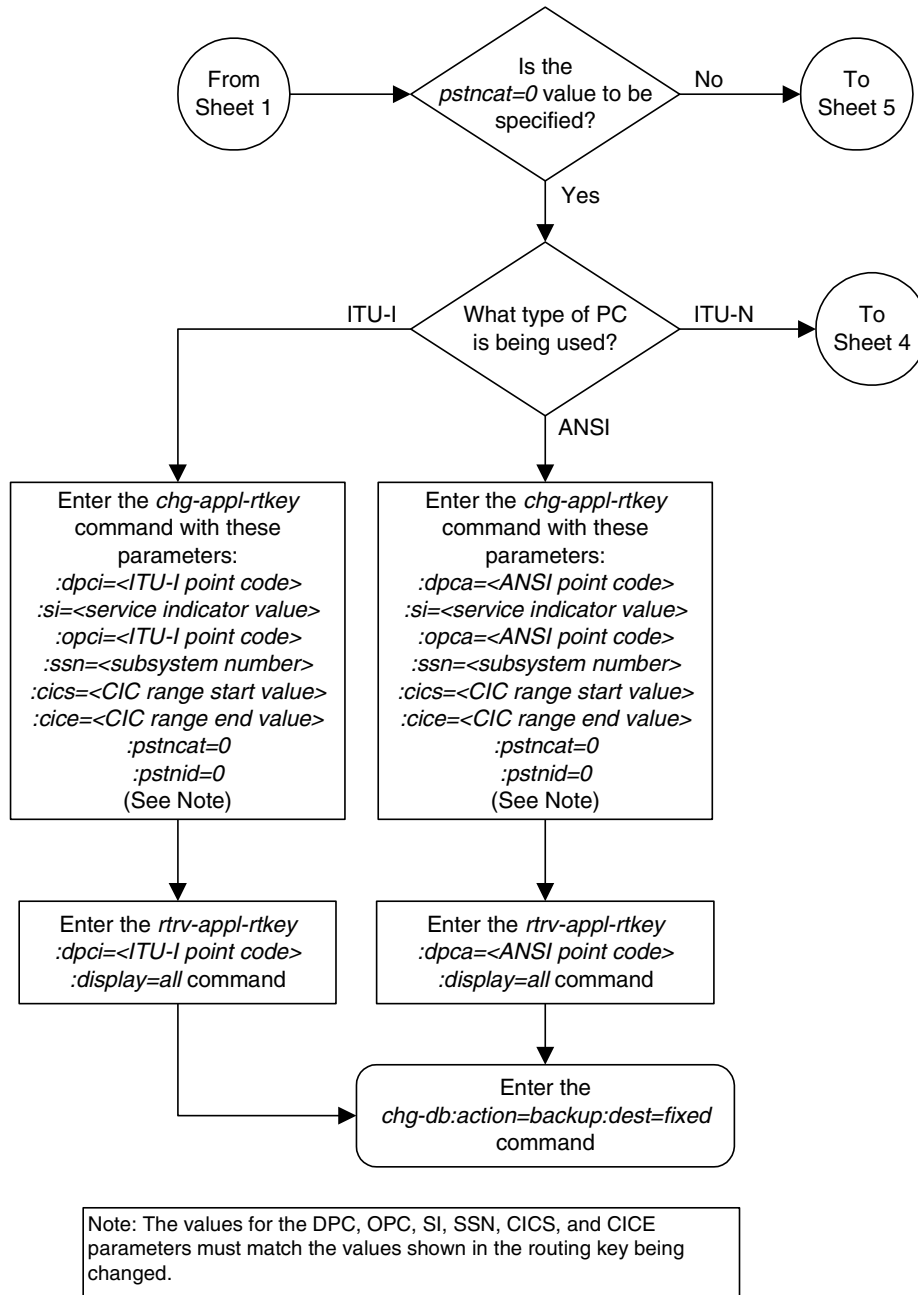 From
Sheet 1
Is the
pstncat=0 value to be
specified?
No
To
Sheet 5
Yes
ITU-I
What type of PC
is being used?
ITU-N
To
Sheet 4
ANSI
Enter the chg-appl-rtkey
command with these
parameters:
:dpci=<ITU-I point code>
:si=<service indicator value>
:opci=<ITU-I point code>
:ssn=<subsystem number>
:cics=<CIC range start value>
:cice=<CIC range end value>
:pstncat=0
:pstnid=0
(See Note)
Enter the chg-appl-rtkey
command with these
parameters:
:dpca=<ANSI point code>
:si=<service indicator value>
:opca=<ANSI point code>
:ssn=<subsystem number>
:cics=<CIC range start value>
:cice=<CIC range end value>
:pstncat=0
:pstnid=0
(See Note)
Enter the rtrv-appl-rtkey
:dpci=<ITU-I point code>
:display=all command
Enter the rtrv-appl-rtkey
:dpca=<ANSI point code>
:display=all command
Enter the
chg-db:action=backup:dest=fixed
command
Note: The values for the DPC, OPC, SI, SSN, CICS, and CICE
parameters must match the values shown in the routing key being
changed.